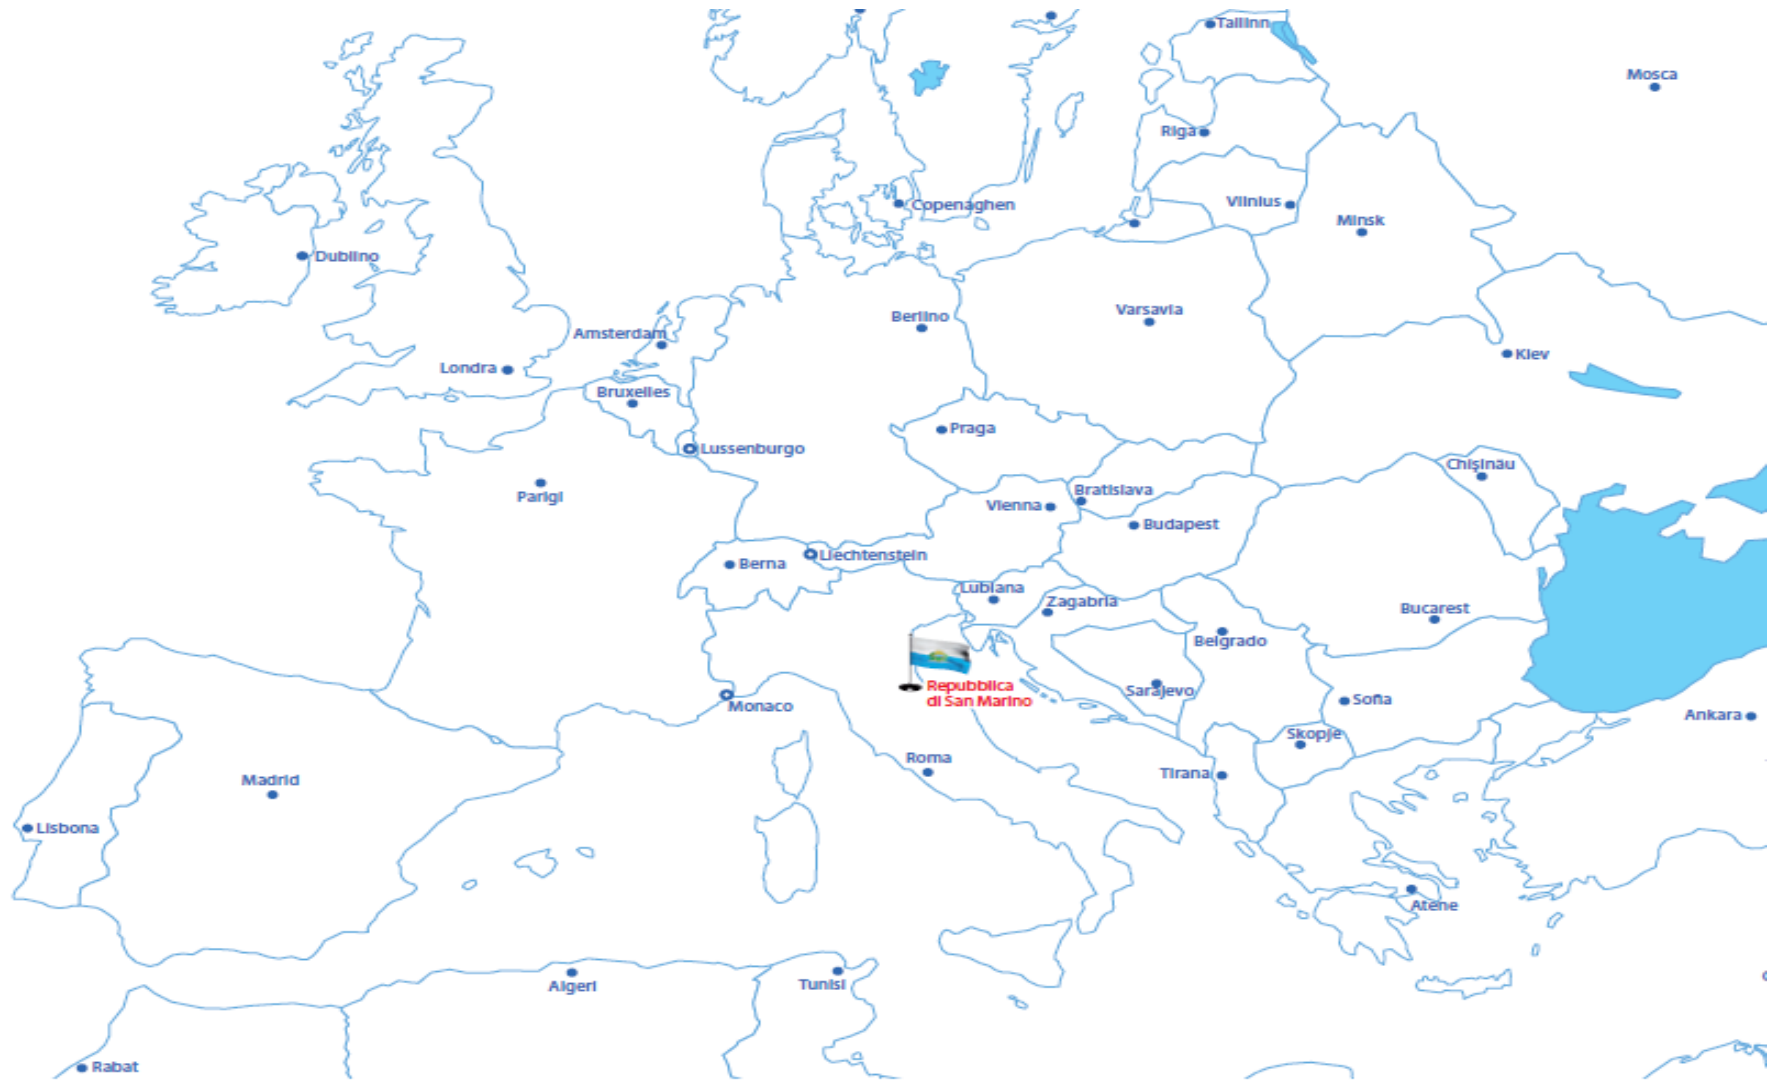 Tallinn
Mosca
Riga
Vilnius
Copenaghen
Minsk
Dublino
Varsavia
Berlino
Amsterdam
Kiev
Londra
Bruxelles
Praga
Lussenburgo
Chișinău
Parigi
Bratislava
Vienna
Budapest
Liechtenstein
Berna
Lubiana
Zagabria
Bucarest
Belgrado
Repubblica
di San Marino
Sarajevo
Sofia
Monaco
Ankara
Skopje
Roma
Tirana
Madrid
Lisbona
Atene
Algeri
Tunisi
Rabat